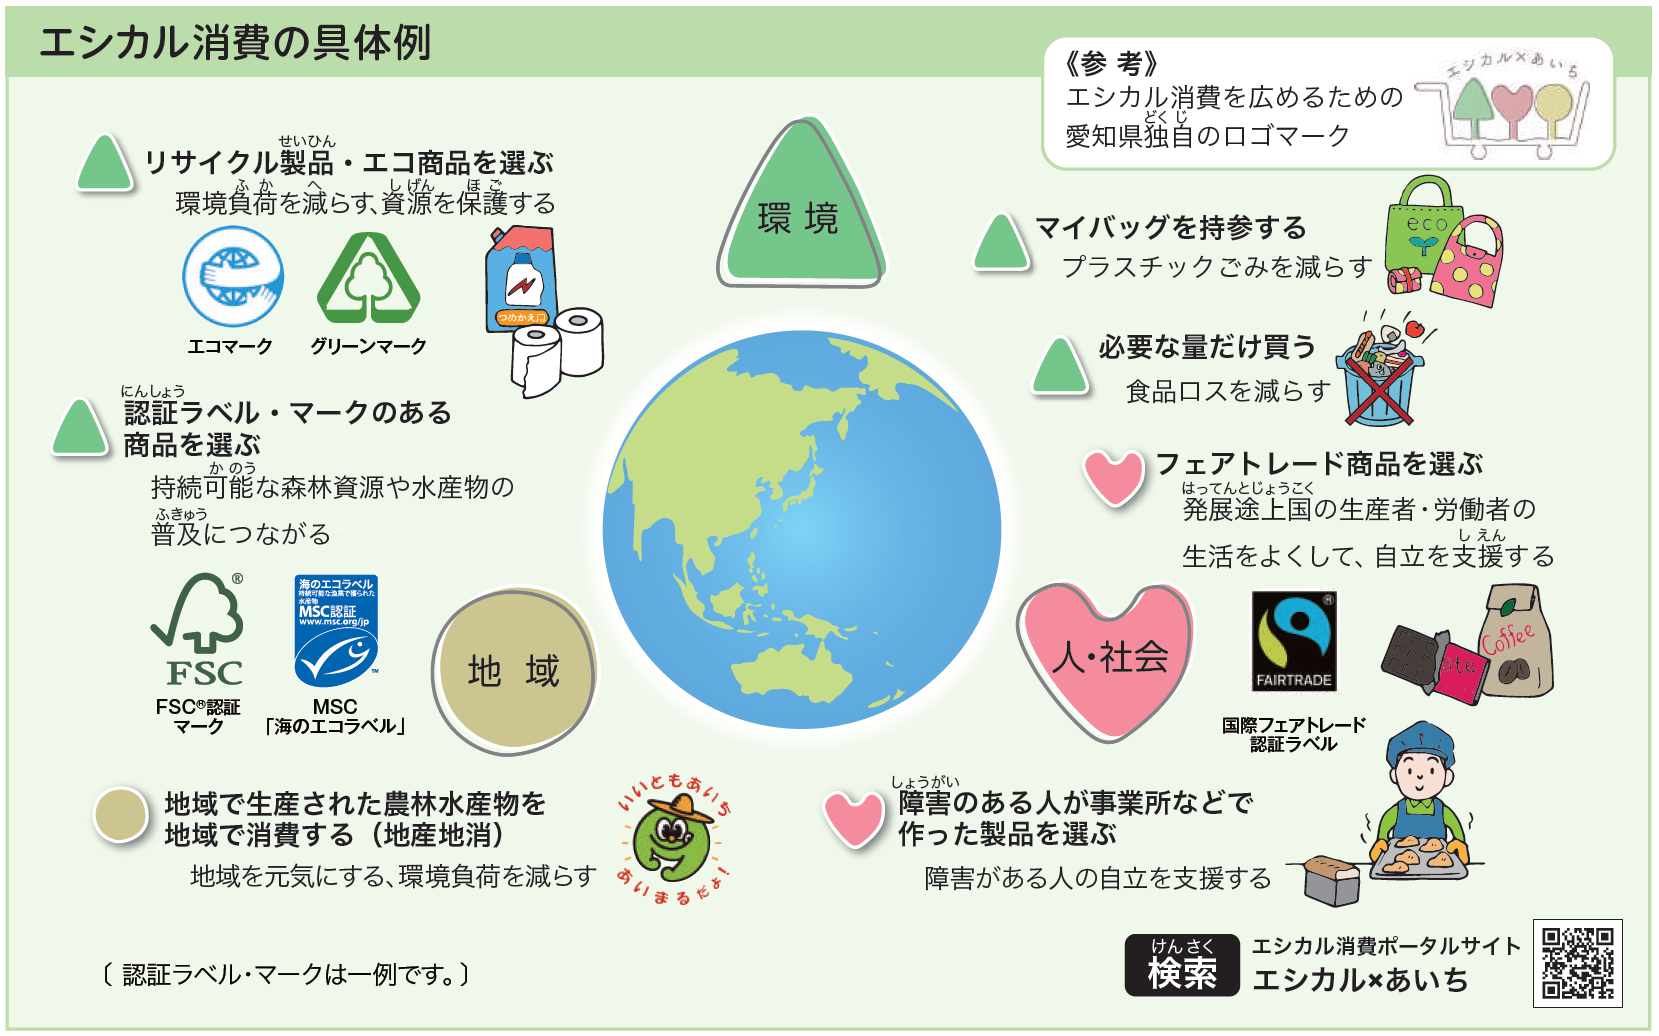 エシカル消費の具体例
《参 考》
エシカル消費を広めるための
どくじ
愛知県独自のロゴマーク
エシカル×あいち
せいひん
リサイクル製品・エコ商品を選ぶ
ふ か へ しげん ほご
環境負荷を減らす、資源を保護する
エコマーク
グリーンマーク
つめかえ用
にんしょう
認証ラベル・マークのある
商品を選ぶ
か のう
持続可能な森林資源や水産物の
ふきゅう
普及につながる
®
FSC
FSC®認証
マーク
海のエコラベル
持続可能な漁業で獲られた
水産物
MSC認証
www.msc.org/jp
™
MSC
「海のエコラベル」
環 境
地 域
人・社会
マイバッグを持参する
プラスチックごみを減らす
eco
必要な量だけ買う
食品ロスを減らす
フェアトレード商品を選ぶ
はってんとじょうこく
発展途上国の生産者・労働者の
し えん
生活をよくして、自立を支援する
®
FAIRTRADE
国際フェアトレード
認証ラベル
ate
Coffee
地域で生産された農林水産物を
地域で消費する（地産地消）
地域を元気にする、環境負荷を減らす
いいともあいち
あいまるだよ!
しょうがい
障害のある人が事業所などで
作った製品を選ぶ
障害がある人の自立を支援する
〔 認証ラベル・マークは一例です。〕
けんさく
検索
エシカル消費ポータルサイト
エシカル×あいち